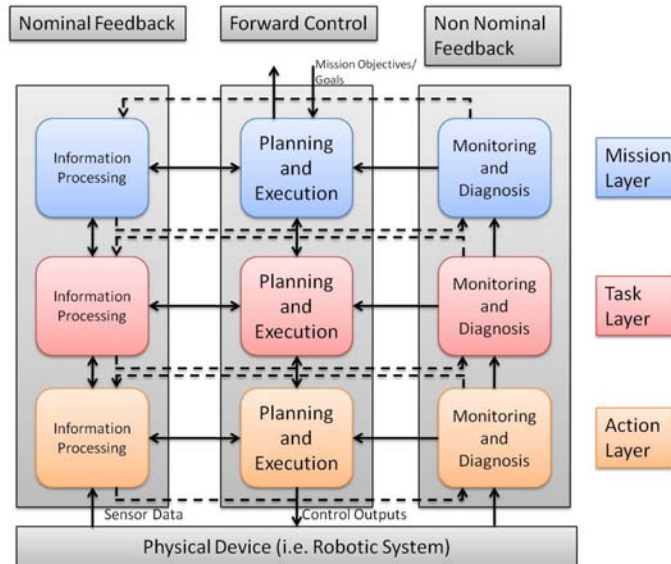 Nominal Feedback
Forward Control
Non Nominal
Feedback
Mission Objectives/
Goals
Information
Processing
Planning
and
Execution
Monitoring
and
Diagnosis
Mission
Layer
Information
Processing
Planning
and
Execution
Monitoring
and
Diagnosis
Task
Layer
Information
Processing
Planning
and
Execution
Monitoring
and
Diagnosis
Action
Layer
Sensor Data
Control Outputs
Physical Device (i.e. Robotic System)